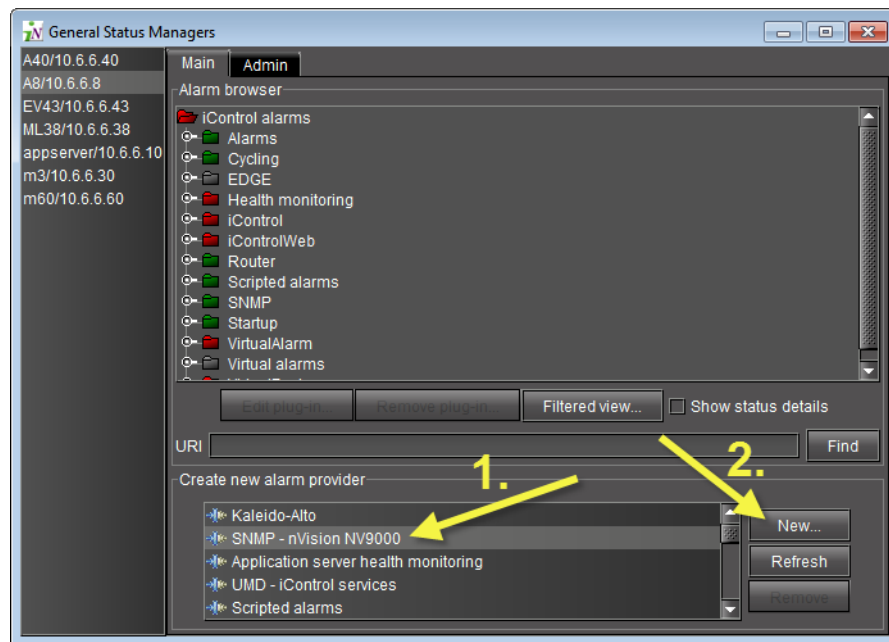 iN General Status Managers
A40/10.6.6.40
A8/10.6.6.8
EV43/10.6.6.43
ML38/10.6.6.38
appserver/10.6.6.10
m3/10.6.6.30
m60/10.6.6.60
Main Admin
Alarm browser
iControl alarms
Alarms
Cycling
EDGE
Health monitoring
iControl
iControlWeb
Router
Scripted alarms
SNMP
Startup
VirtualAlarm
Virtual alarms
Edit plug-in... Remove plug-in... Filtered view... Show status details
URI Find
Create new alarm provider
1.
2.
Kaleido-Alto
SNMP - nVision NV9000
Application server health monitoring
UMD - iControl services
Scripted alarms
New...
Refresh
Remove